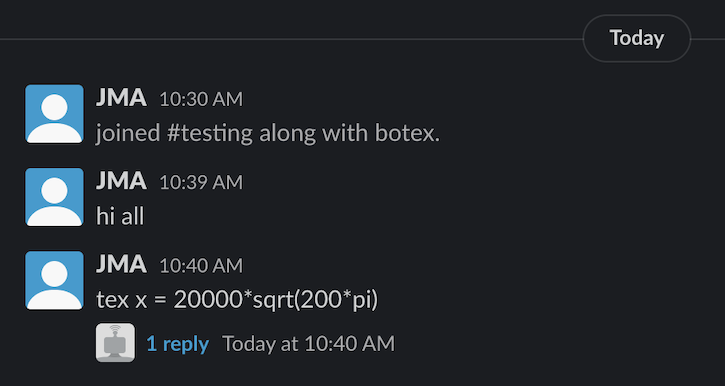 Today
JMA 10:30 AM
joined #testing along with botex.
JMA 10:39 AM
hi all
JMA 10:40 AM
tex x = 20000*sqrt(200*pi)
1 reply Today at 10:40 AM